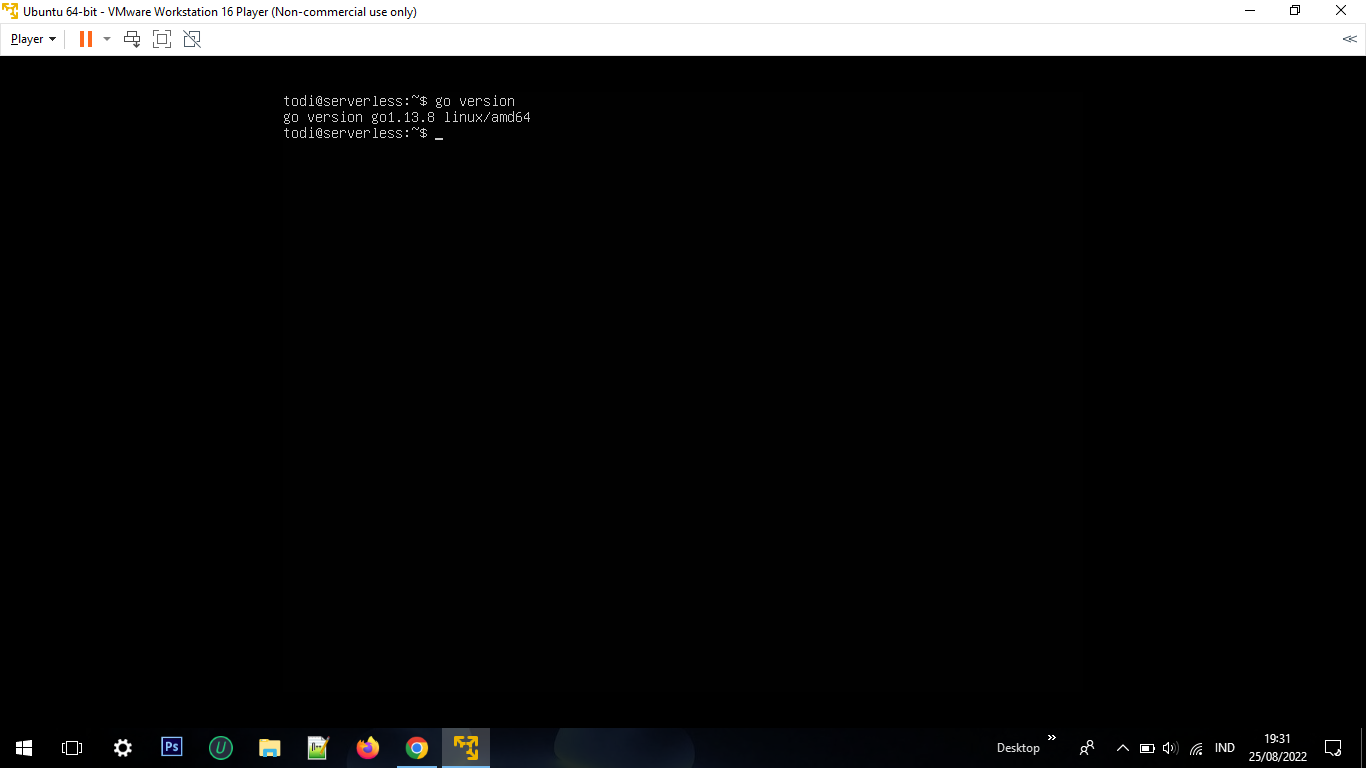 Ubuntu 64-bit - VMware Workstation 16 Player (Non-commercial use only)
Player
todi@serverless:~$ go version
go version go1.13.8 linux/amd64
todi@serverless:~$ _
Ps
U
Desktop
IND
19:31
25/08/2022